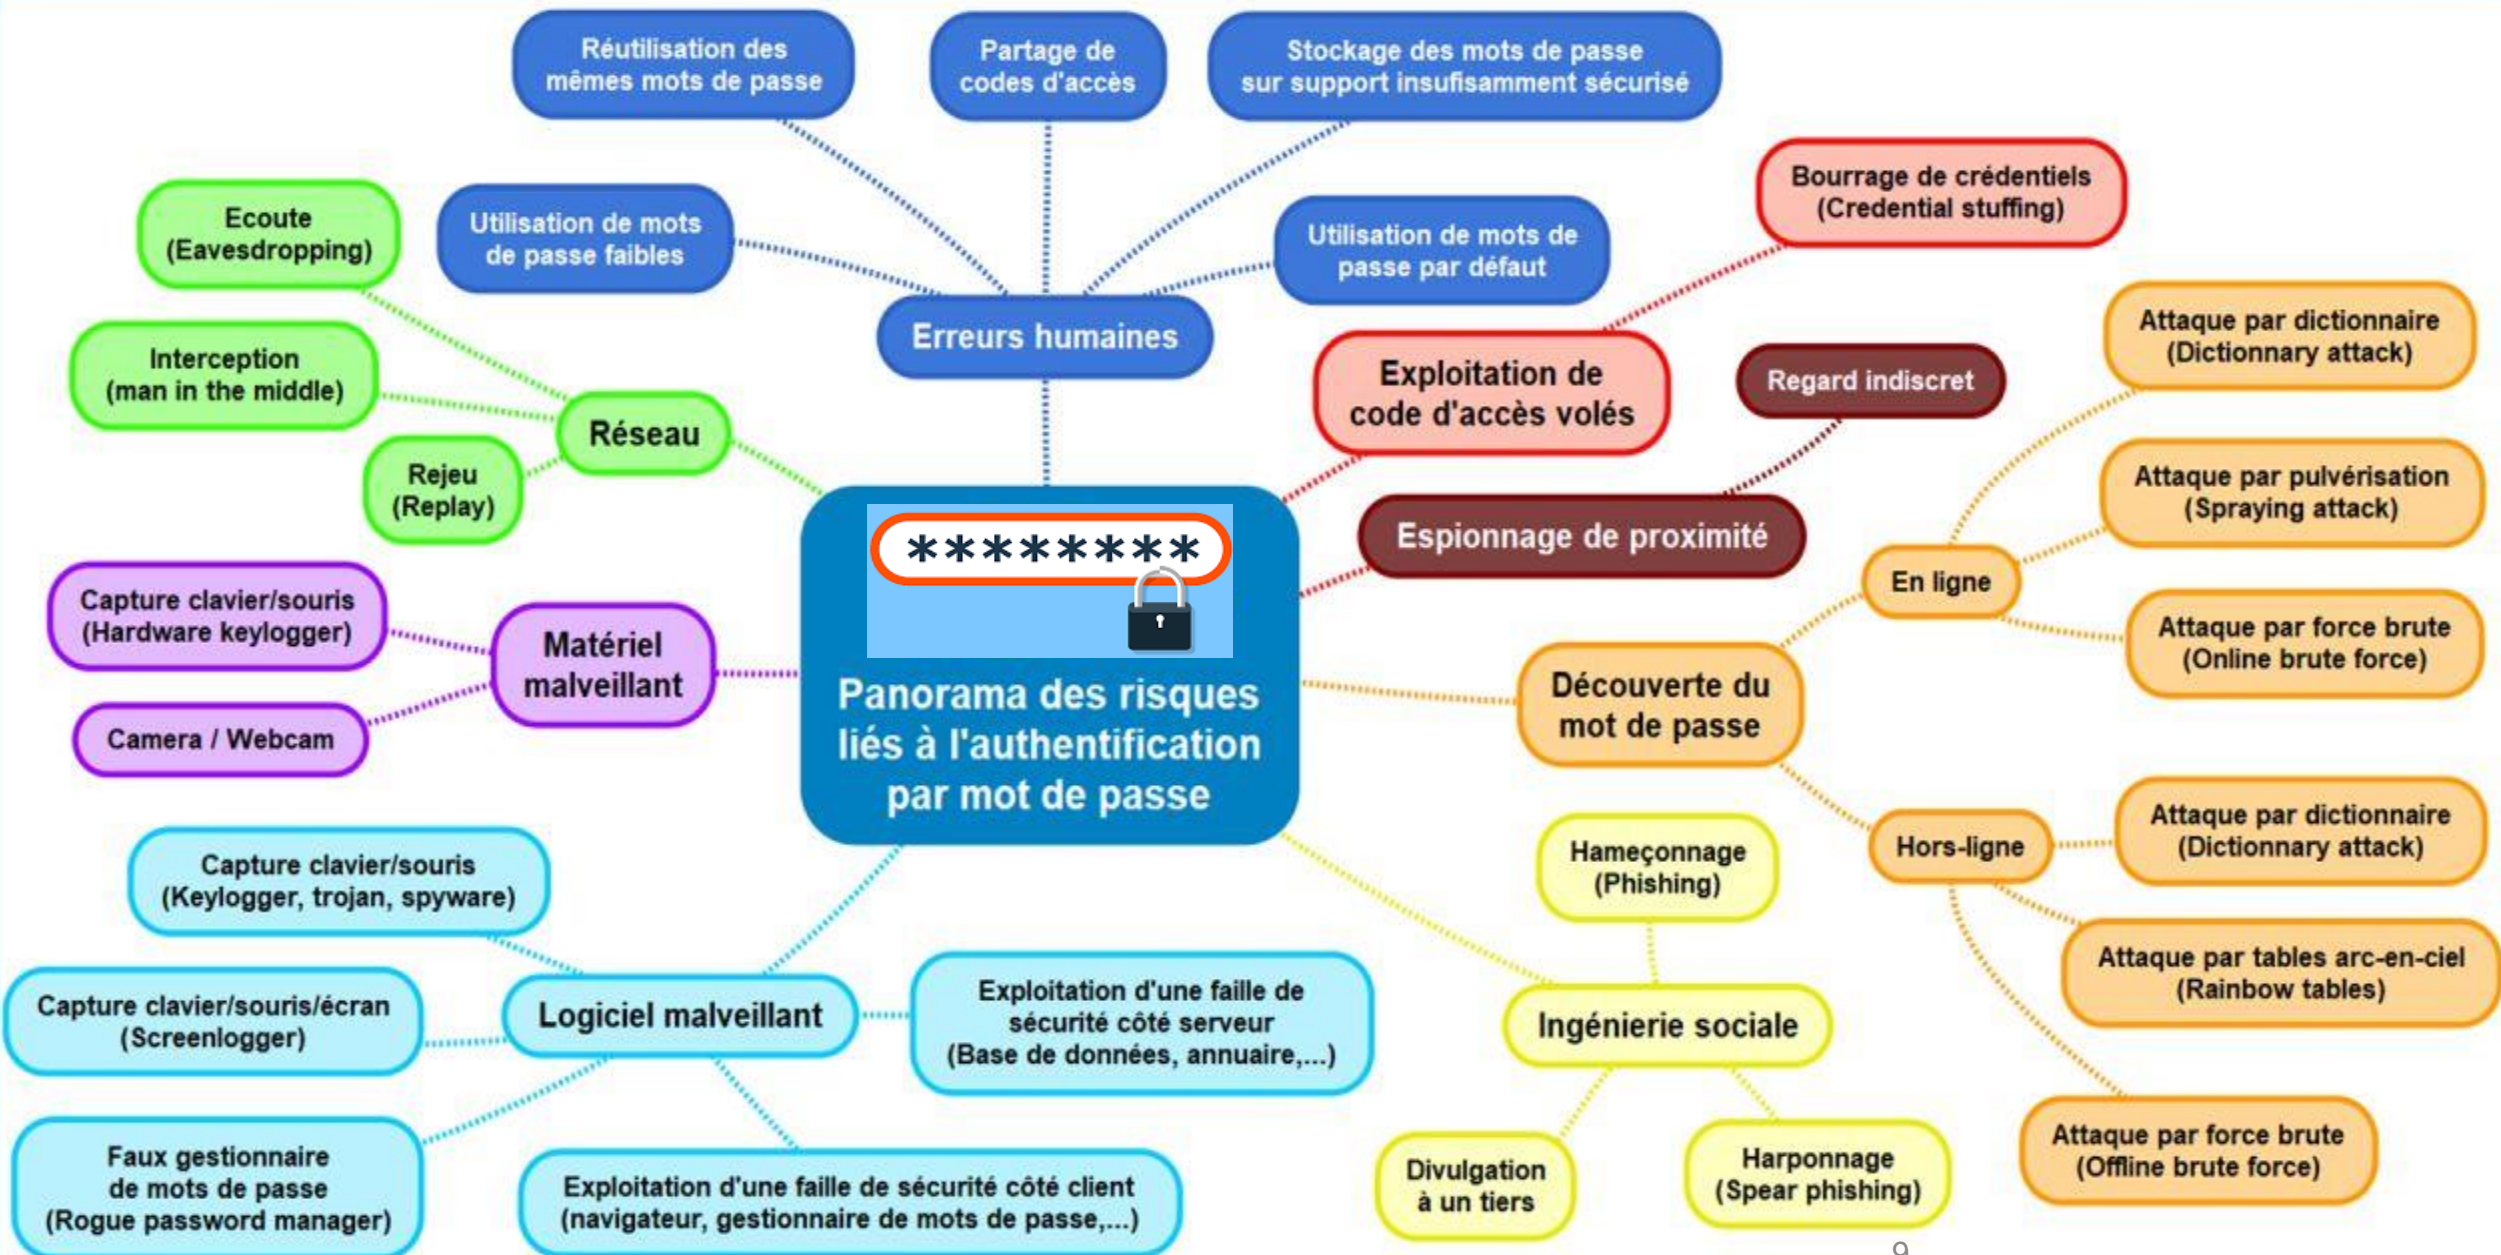 Réutilisation des
mêmes mots de passe
Partage de
codes d'accès
Stockage des mots de passe
sur support insufisamment sécurisé
Utilisation de mots
de passe faibles
Utilisation de mots de
passe par défaut
Erreurs humaines
Bourrage de crédentiels
(Credential stuffing)
Exploitation de
code d'accès volés
Regard indiscret
Espionnage de proximité
Ecoute
(Eavesdropping)
Interception
(man in the middle)
Rejeu
(Replay)
Réseau
Capture clavier/souris
(Hardware keylogger)
Camera / Webcam
Matériel
malveillant
********
Panorama des risques
liés à l'authentification
par mot de passe
Attaque par dictionnaire
(Dictionnary attack)
Attaque par pulvérisation
(Spraying attack)
Attaque par force brute
(Online brute force)
En ligne
Découverte du
mot de passe
Hors-ligne
Attaque par dictionnaire
(Dictionnary attack)
Attaque par tables arc-en-ciel
(Rainbow tables)
Attaque par force brute
(Offline brute force)
Hameçonnage
(Phishing)
Ingénierie sociale
Divulgation
à un tiers
Harponnage
(Spear phishing)
Capture clavier/souris
(Keylogger, trojan, spyware)
Capture clavier/souris/écran
(Screenlogger)
Logiciel malveillant
Exploitation d'une faille de
sécurité côté serveur
(Base de données, annuaire,...)
Faux gestionnaire
de mots de passe
(Rogue password manager)
Exploitation d'une faille de sécurité côté client
(navigateur, gestionnaire de mots de passe,...)
9